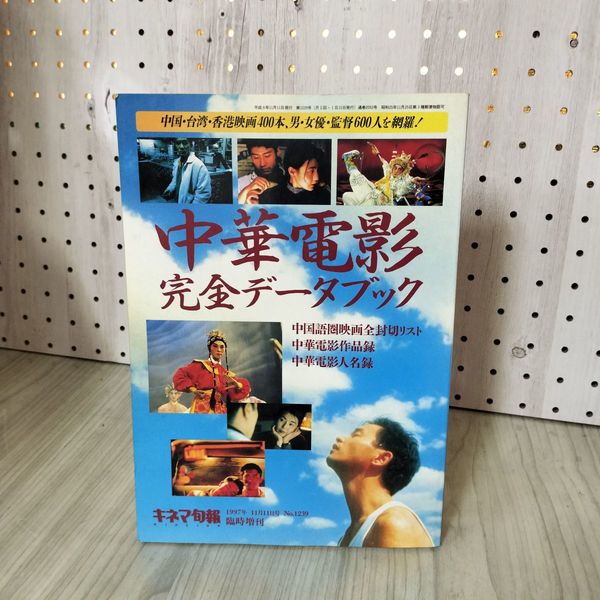 中国・台湾・香港映画400本、男・女優・監督600人を網羅！
中華電影
完全データブック
中国語圏映画全封切リスト
中華電影作品録
中華電影人名録
キネマ旬報
1997年 11月11日号 No.1239
臨時増刊